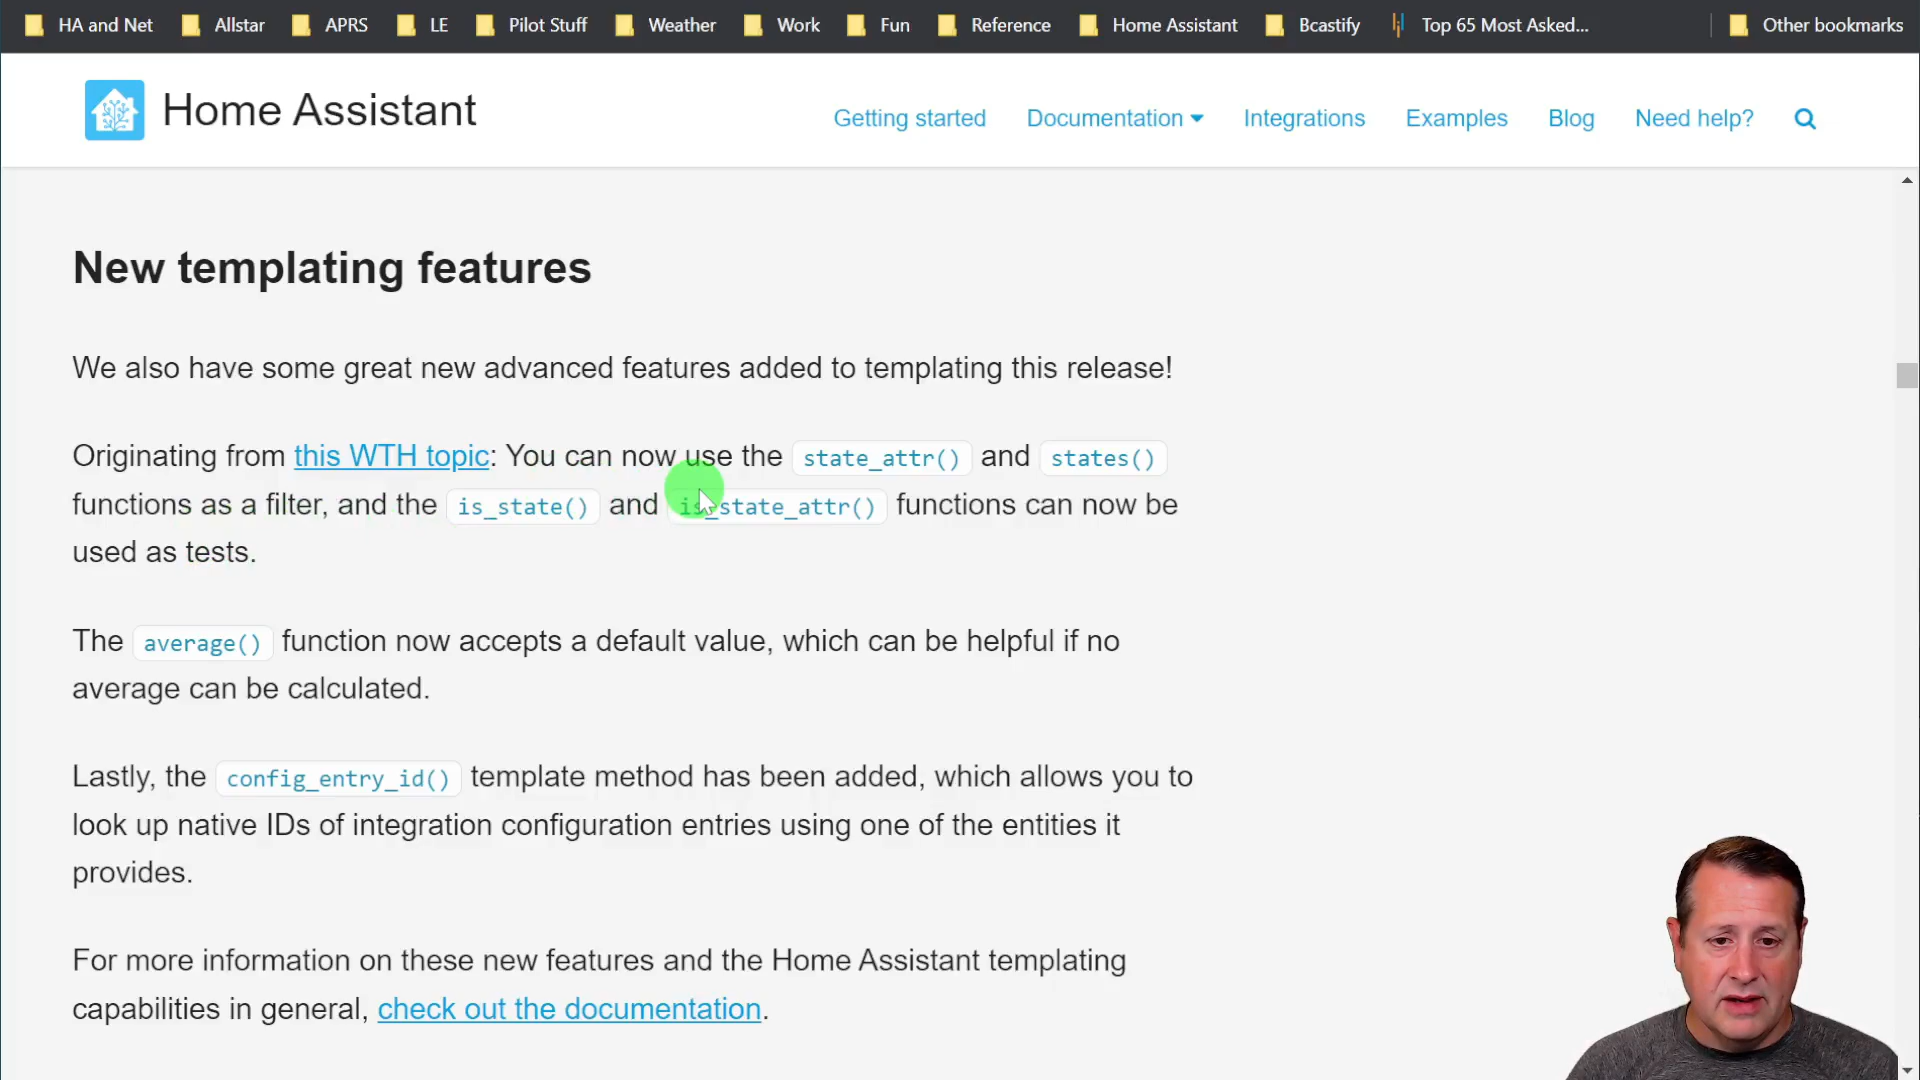 HA and Net Allstar APRS LE Pilot Stuff Weather Work Fun Reference Home Assistant Bcastify Top 65 Most Asked... Other bookmarks
Home Assistant
Getting started Documentation Integrations Examples Blog Need help?
New templating features
We also have some great new advanced features added to templating this release!
Originating from this WTH topic: You can now use the state_attr() and states()
functions as a filter, and the is_state() and is_state_attr() functions can now be
used as tests.
The average() function now accepts a default value, which can be helpful if no
average can be calculated.
Lastly, the config_entry_id() template method has been added, which allows you to
look up native IDs of integration configuration entries using one of the entities it
provides.
For more information on these new features and the Home Assistant templating
capabilities in general, check out the documentation.